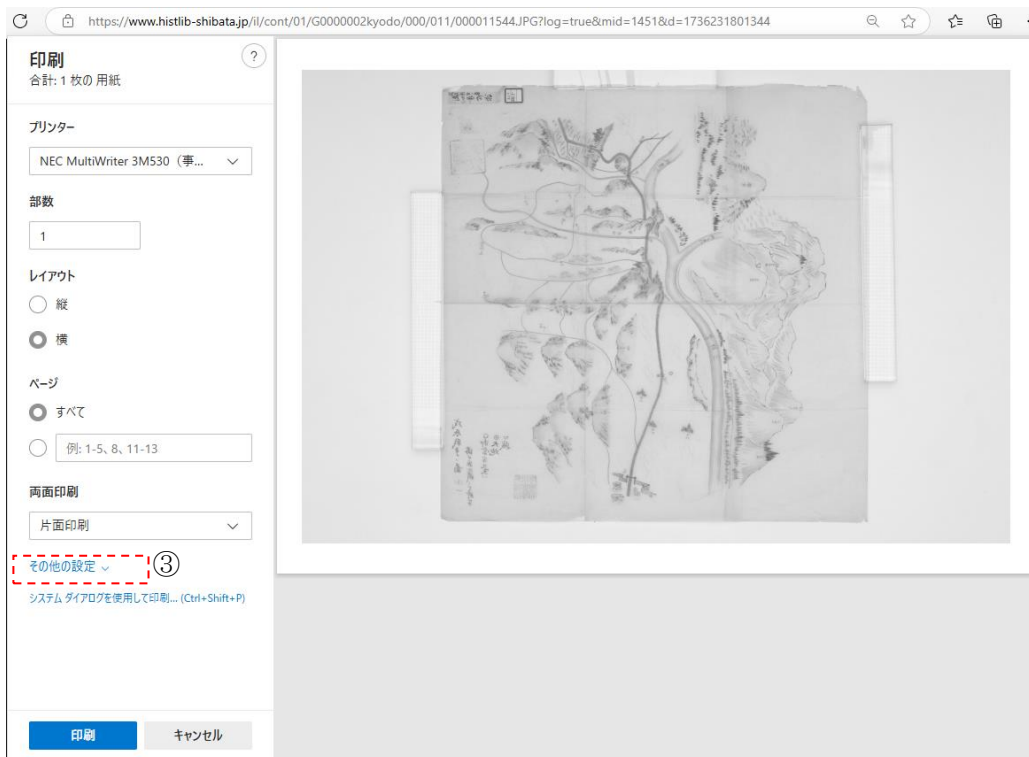 https://www.histlib-shibata.jp/il/cont/01/G0000002kyodo/000/011/000011544.JPG?log=true&mid=1451&d=1736231801344
印刷
?
合計: 1 枚の 用紙
プリンター
NEC MultiWriter 3M530（事...
部数
1
レイアウト
縦
横
ページ
すべて
例: 1-5、8、11-13
両面印刷
片面印刷
その他の設定
③
システム ダイアログを使用して印刷... (Ctrl+Shift+P)
印刷
キャンセル